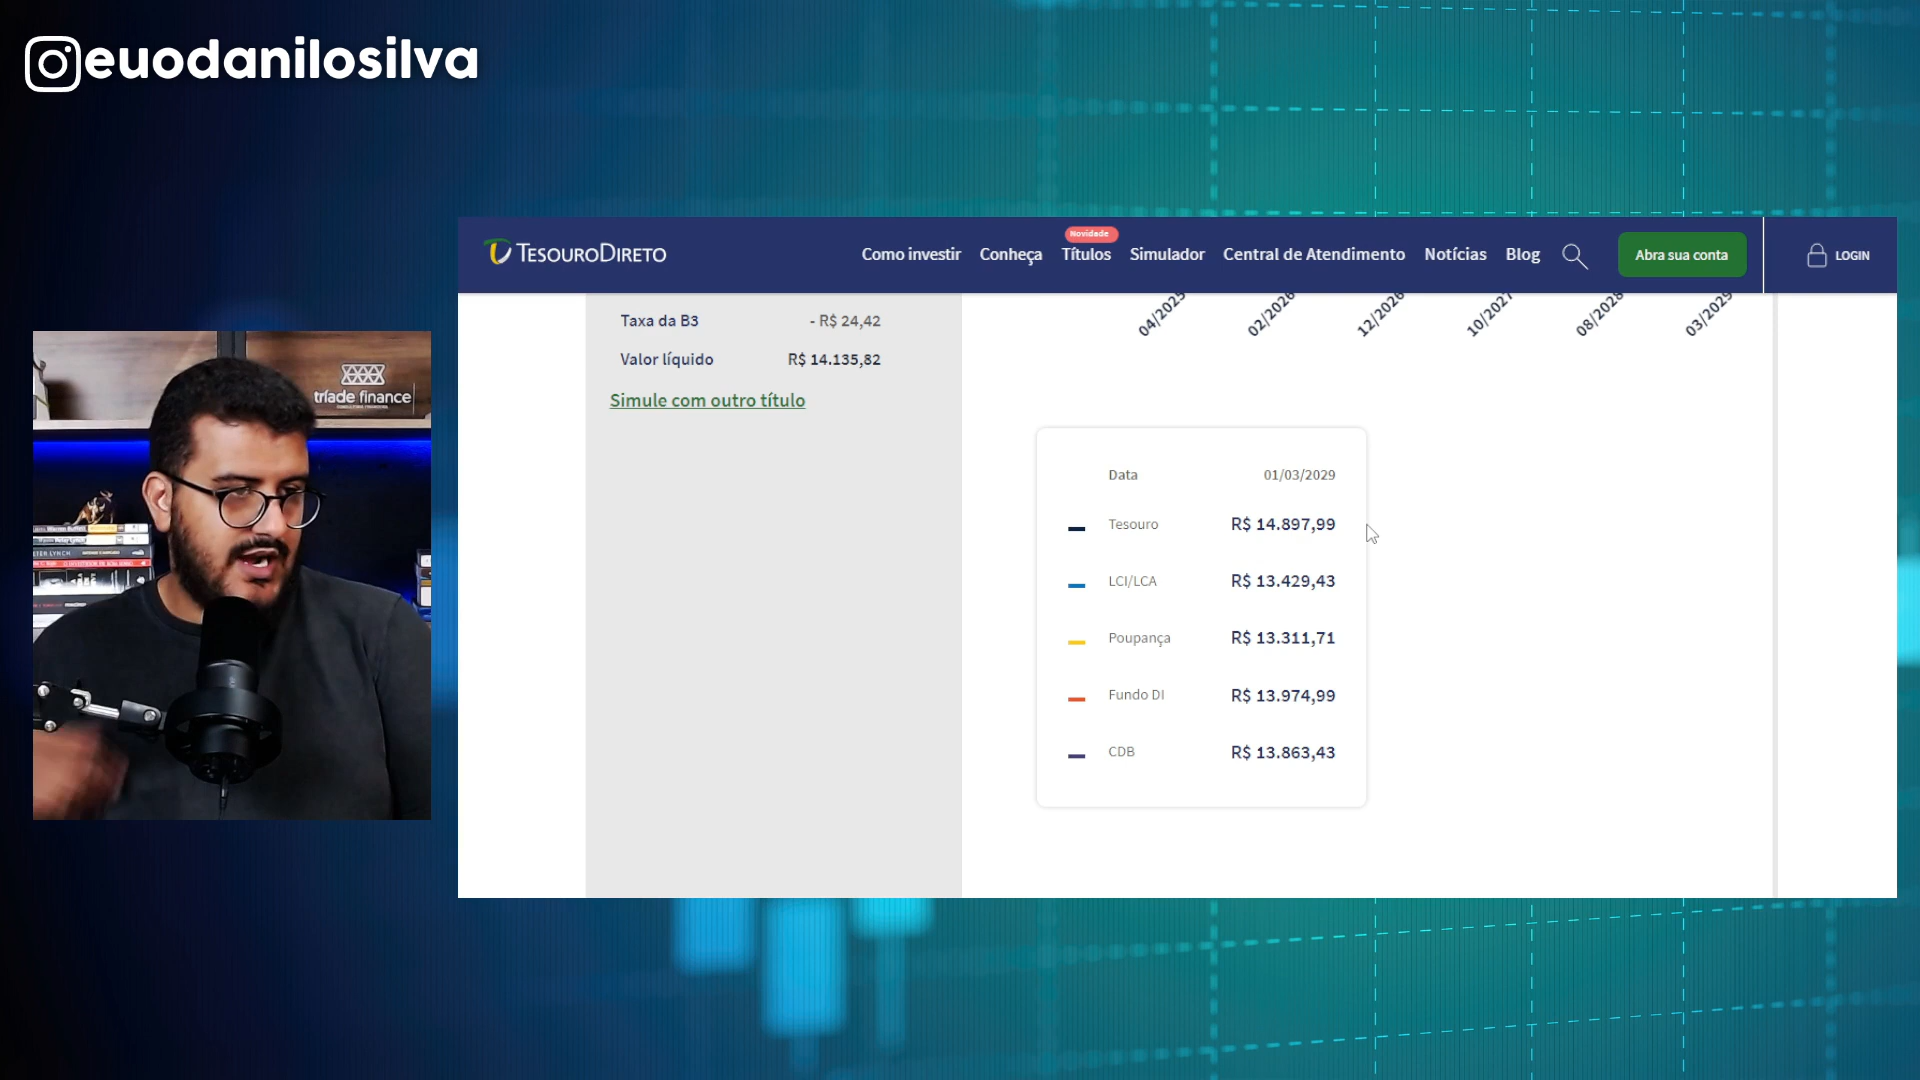 euodanilosilva
TESOURODIRETO
Como investir
Conheça
Novidade
Títulos
Simulador
Central de Atendimento
Notícias
Blog
Abra sua conta
LOGIN
Taxa da B3 - R$ 24,42
Valor líquido R$ 14.135,82
Simule com outro título
04/2025
02/2026
12/2026
10/2027
08/2028
03/2029
Data 01/03/2029
Tesouro R$ 14.897,99
LCI/LCA R$ 13.429,43
Poupança R$ 13.311,71
Fundo DI R$ 13.974,99
CDB R$ 13.863,43
tríade finance